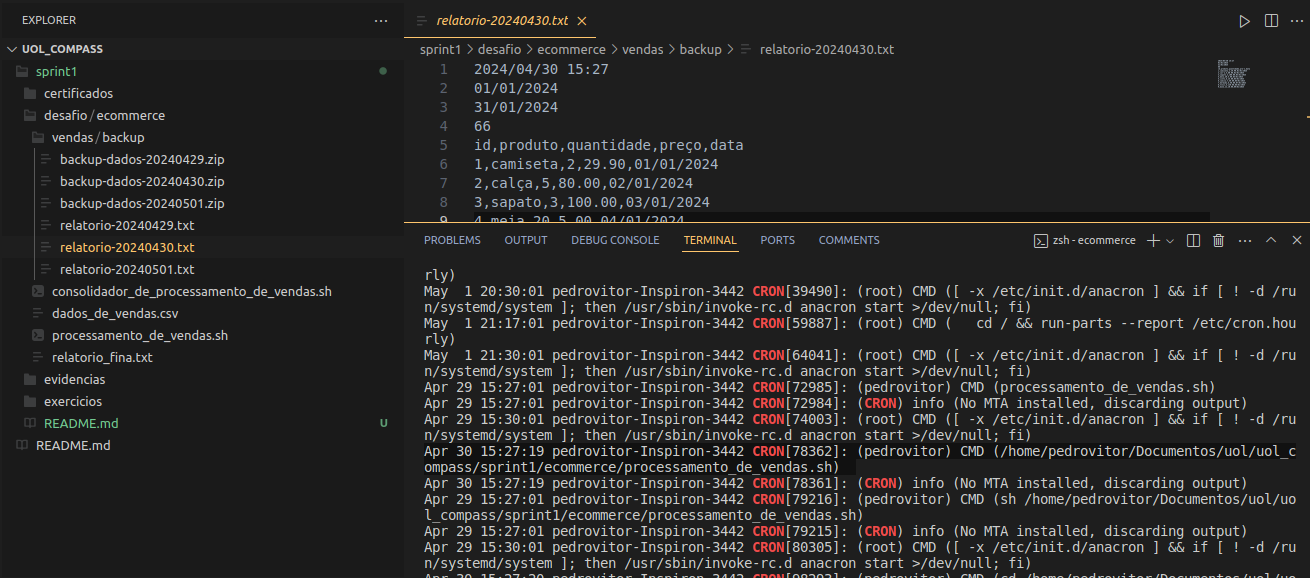 EXPLORER
UOL_COMPASS
sprint1
certificados
desafio/ecommerce
vendas/backup
backup-dados-20240429.zip
backup-dados-20240430.zip
backup-dados-20240501.zip
relatorio-20240429.txt
relatorio-20240430.txt
relatorio-20240501.txt
consolidador_de_processamento_de_vendas.sh
dados_de_vendas.csv
processamento_de_vendas.sh
relatorio_fina.txt
evidencias
exercicios
README.md U
README.md
relatorio-20240430.txt
sprint1 > desafio > ecommerce > vendas > backup > relatorio-20240430.txt
1 2024/04/30 15:27
2 01/01/2024
3 31/01/2024
4 66
5 id,produto,quantidade,preço,data
6 1,camiseta,2,29.90,01/01/2024
7 2,calça,5,80.00,02/01/2024
8 3,sapato,3,100.00,03/01/2024
9 4,meia,20,5.00,04/01/2024
PROBLEMS OUTPUT DEBUG CONSOLE TERMINAL PORTS COMMENTS zsh - ecommerce
rly)
May  1 20:30:01 pedrovitor-Inspiron-3442 CRON[39490]: (root) CMD ([ -x /etc/init.d/anacron ] && if [ ! -d /ru
n/systemd/system ]; then /usr/sbin/invoke-rc.d anacron start >/dev/null; fi)
May  1 21:17:01 pedrovitor-Inspiron-3442 CRON[59887]: (root) CMD (   cd / && run-parts --report /etc/cron.hou
rly)
May  1 21:30:01 pedrovitor-Inspiron-3442 CRON[64041]: (root) CMD ([ -x /etc/init.d/anacron ] && if [ ! -d /ru
n/systemd/system ]; then /usr/sbin/invoke-rc.d anacron start >/dev/null; fi)
Apr 29 15:27:01 pedrovitor-Inspiron-3442 CRON[72985]: (pedrovitor) CMD (processamento_de_vendas.sh)
Apr 29 15:27:01 pedrovitor-Inspiron-3442 CRON[72984]: (CRON) info (No MTA installed, discarding output)
Apr 29 15:30:01 pedrovitor-Inspiron-3442 CRON[74003]: (root) CMD ([ -x /etc/init.d/anacron ] && if [ ! -d /ru
n/systemd/system ]; then /usr/sbin/invoke-rc.d anacron start >/dev/null; fi)
Apr 30 15:27:19 pedrovitor-Inspiron-3442 CRON[78362]: (pedrovitor) CMD (/home/pedrovitor/Documentos/uol/uol_c
ompass/sprint1/ecommerce/processamento_de_vendas.sh)
Apr 30 15:27:19 pedrovitor-Inspiron-3442 CRON[78361]: (CRON) info (No MTA installed, discarding output)
Apr 29 15:27:01 pedrovitor-Inspiron-3442 CRON[79216]: (pedrovitor) CMD (sh /home/pedrovitor/Documentos/uol/uo
l_compass/sprint1/ecommerce/processamento_de_vendas.sh)
Apr 29 15:27:01 pedrovitor-Inspiron-3442 CRON[79215]: (CRON) info (No MTA installed, discarding output)
Apr 29 15:30:01 pedrovitor-Inspiron-3442 CRON[80305]: (root) CMD ([ -x /etc/init.d/anacron ] && if [ ! -d /ru
n/systemd/system ]; then /usr/sbin/invoke-rc.d anacron start >/dev/null; fi)